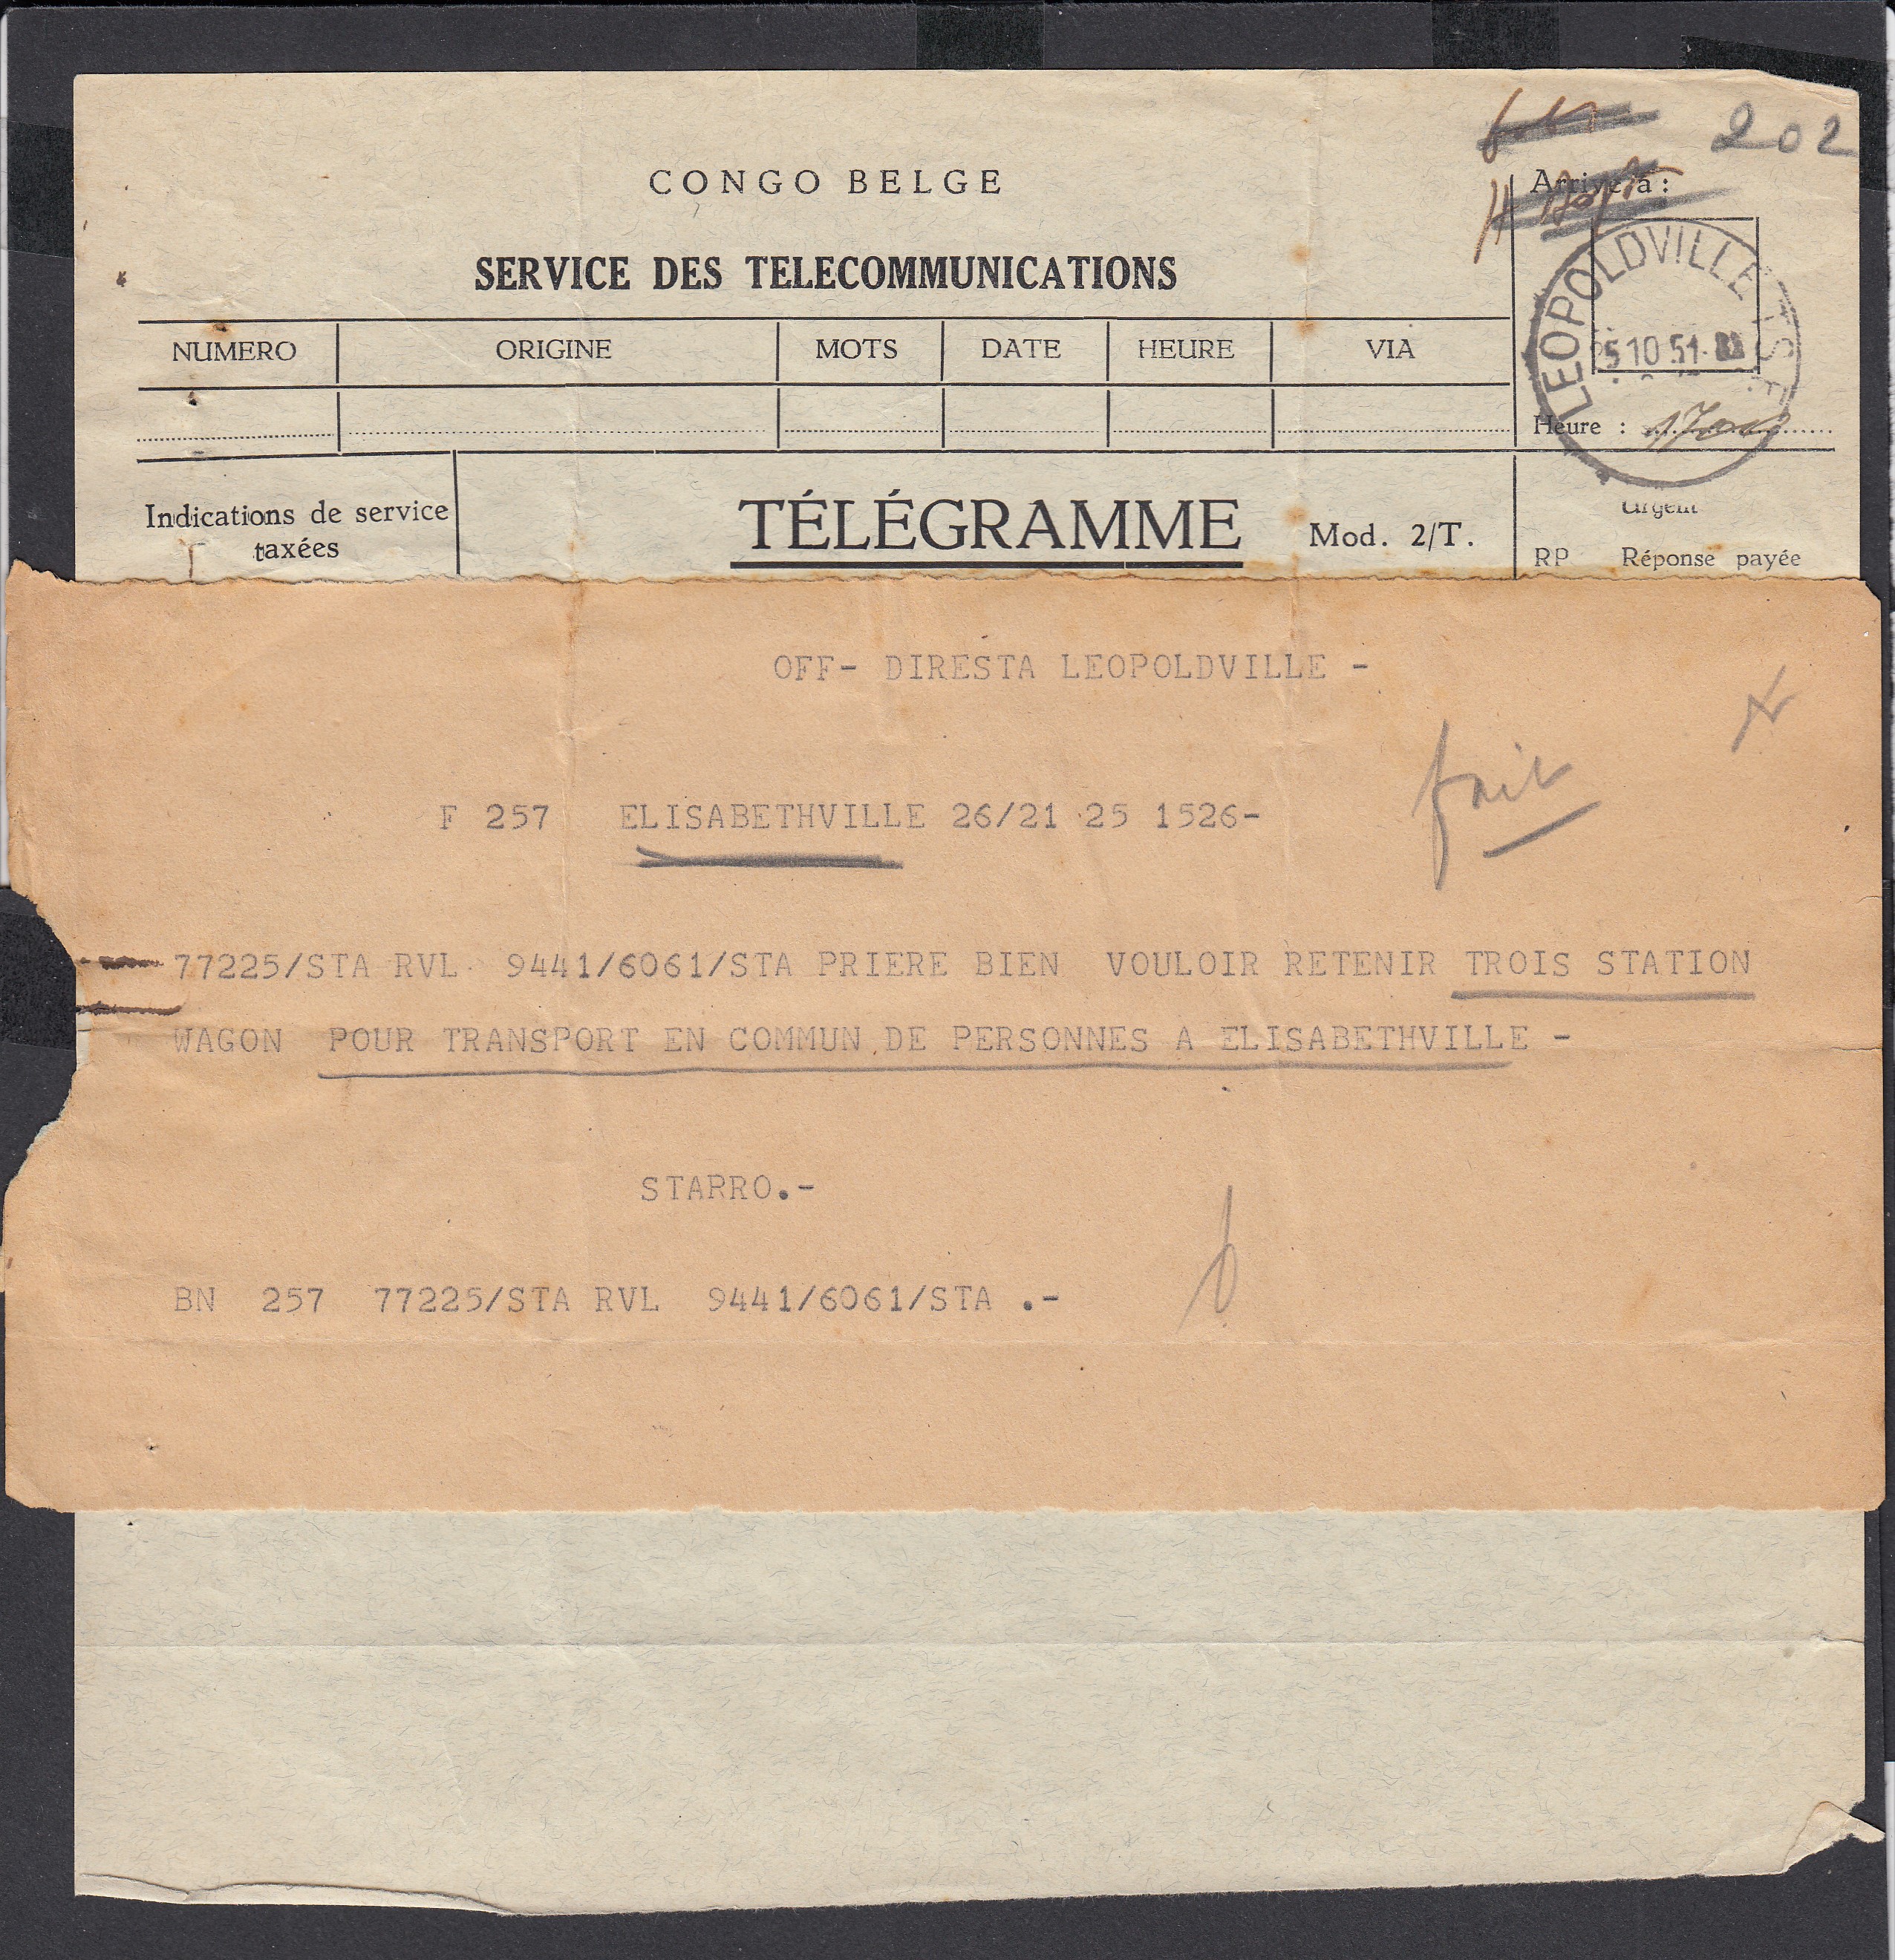 202
CONGO BELGE
Arrivé à :
SERVICE DES TELECOMMUNICATIONS
LEOPOLDVILLE
5 10 51
NUMERO ORIGINE MOTS DATE HEURE VIA
Heure :
Indications de service
taxées
TÉLÉGRAMME Mod. 2/T.
Urgent
RP Réponse payée
OFF- DIRESTA LEOPOLDVILLE -
fait
F 257 ELISABETHVILLE 26/21 25 1526-
77225/STA RVL 9441/6061/STA PRIERE BIEN VOULOIR RETENIR TROIS STATION
WAGON POUR TRANSPORT EN COMMUN DE PERSONNES A ELISABETHVILLE -
STARRO.-
BN 257 77225/STA RVL 9441/6061/STA .-